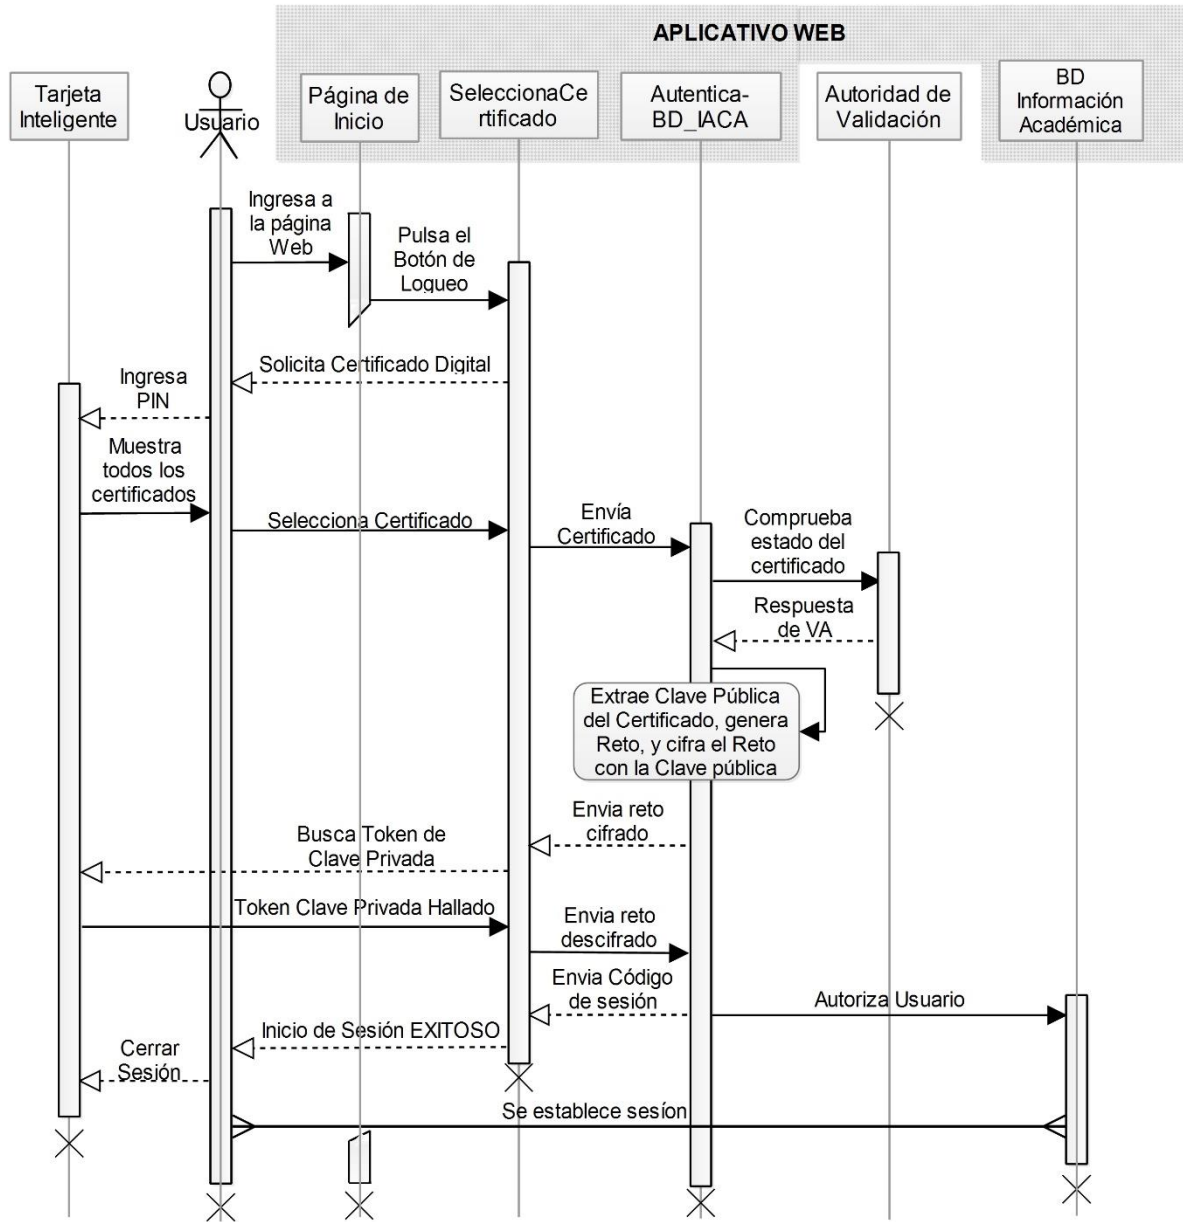 APLICATIVO WEB
Tarjeta
Inteligente
Usuario
Página de
Inicio
SeleccionaCe
rtificado
Autentica-
BD_IACA
Autoridad de
Validación
BD
Información
Académica
Ingresa a
la página
Web
Pulsa el
Botón de
Logueo
Solicita Certificado Digital
Ingresa
PIN
Muestra
todos los
certificados
Selecciona Certificado
Envía
Certificado
Comprueba
estado del
certificado
Respuesta
de VA
Extrae Clave Pública
del Certificado, genera
Reto, y cifra el Reto
con la Clave pública
Envia reto
cifrado
Busca Token de
Clave Privada
Token Clave Privada Hallado
Envia reto
descifrado
Envia Código
de sesión
Autoriza Usuario
Inicio de Sesión EXITOSO
Cerrar
Sesión
Se establece sesíon